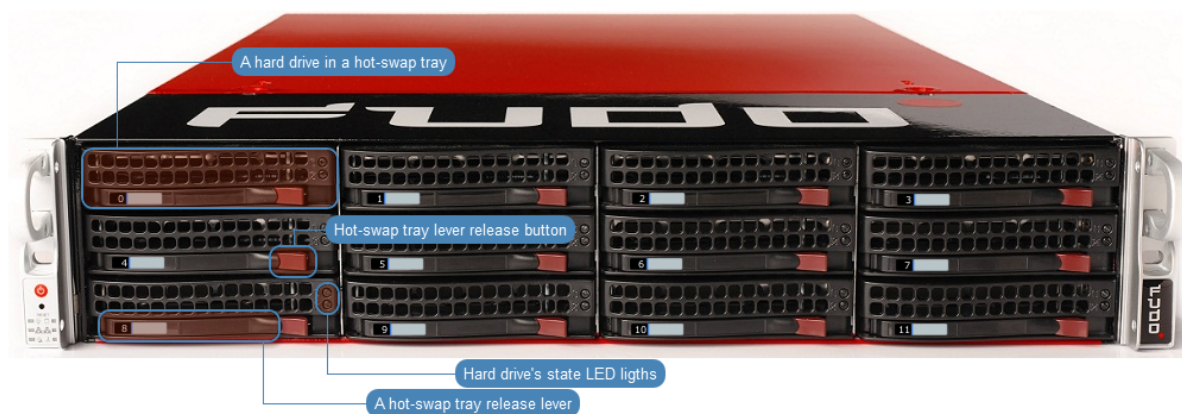 A hard drive in a hot-swap tray
FUDO
0
1
2
3
Hot-swap tray lever release button
4
5
6
7
8
9
10
11
FUDO
Hard drive's state LED ligths
A hot-swap tray release lever